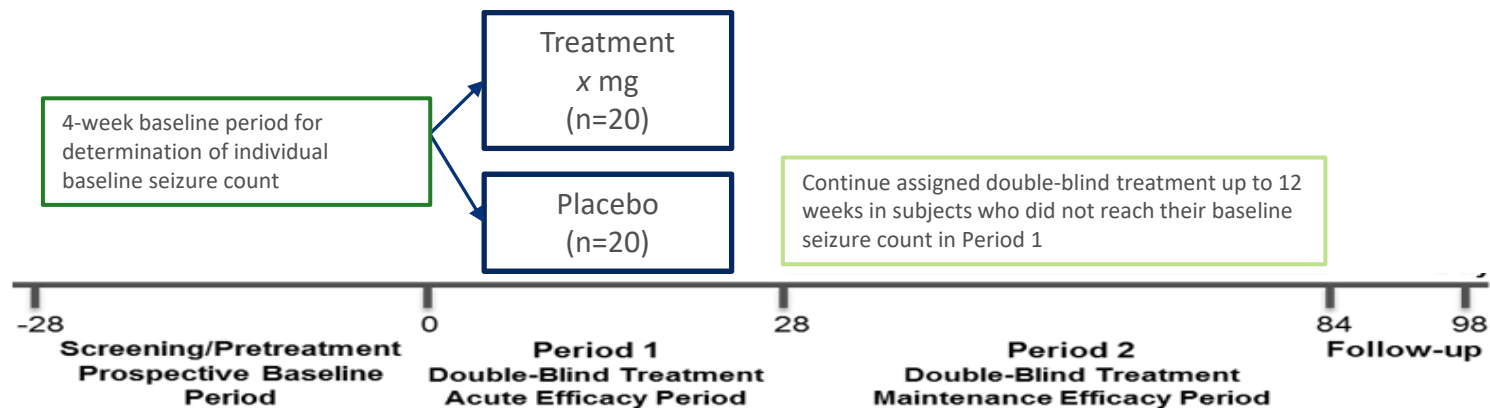 Treatment
x mg
(n=20)
4-week baseline period for
determination of individual
baseline seizure count
Placebo
(n=20)
Continue assigned double-blind treatment up to 12
weeks in subjects who did not reach their baseline
seizure count in Period 1
-28
0
28
84
98
Screening/Pretreatment
Prospective Baseline
Period
Period 1
Double-Blind Treatment
Acute Efficacy Period
Period 2
Double-Blind Treatment
Maintenance Efficacy Period
Follow-up